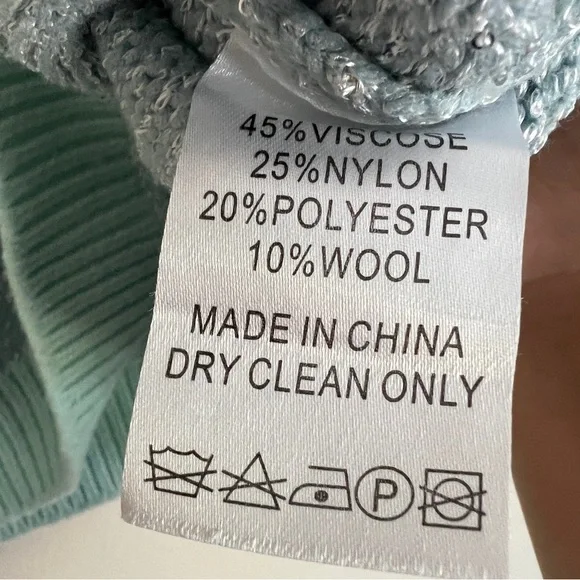 45%VISCOSE
25%NYLON
20%POLYESTER
10%WOOL
MADE IN CHINA
DRY CLEAN ONLY
P